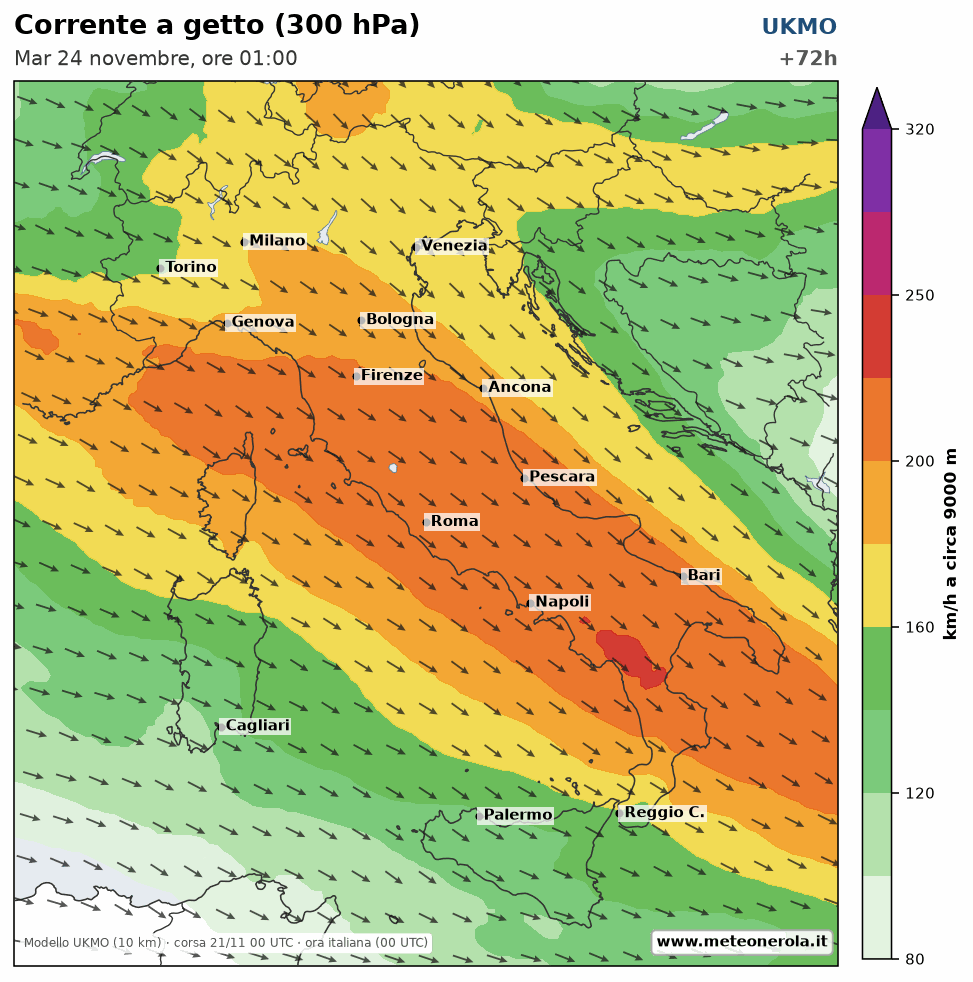 Corrente a getto (300 hPa)
UKMO
Mar 24 novembre, ore 01:00
+72h
Milano
Venezia
Torino
Genova
Bologna
Firenze
Ancona
Pescara
Roma
Bari
Napoli
Cagliari
Palermo
Reggio C.
320
250
200
160
120
80
km/h a circa 9000 m
Modello UKMO (10 km) · corsa 21/11 00 UTC · ora italiana (00 UTC)
www.meteonerola.it